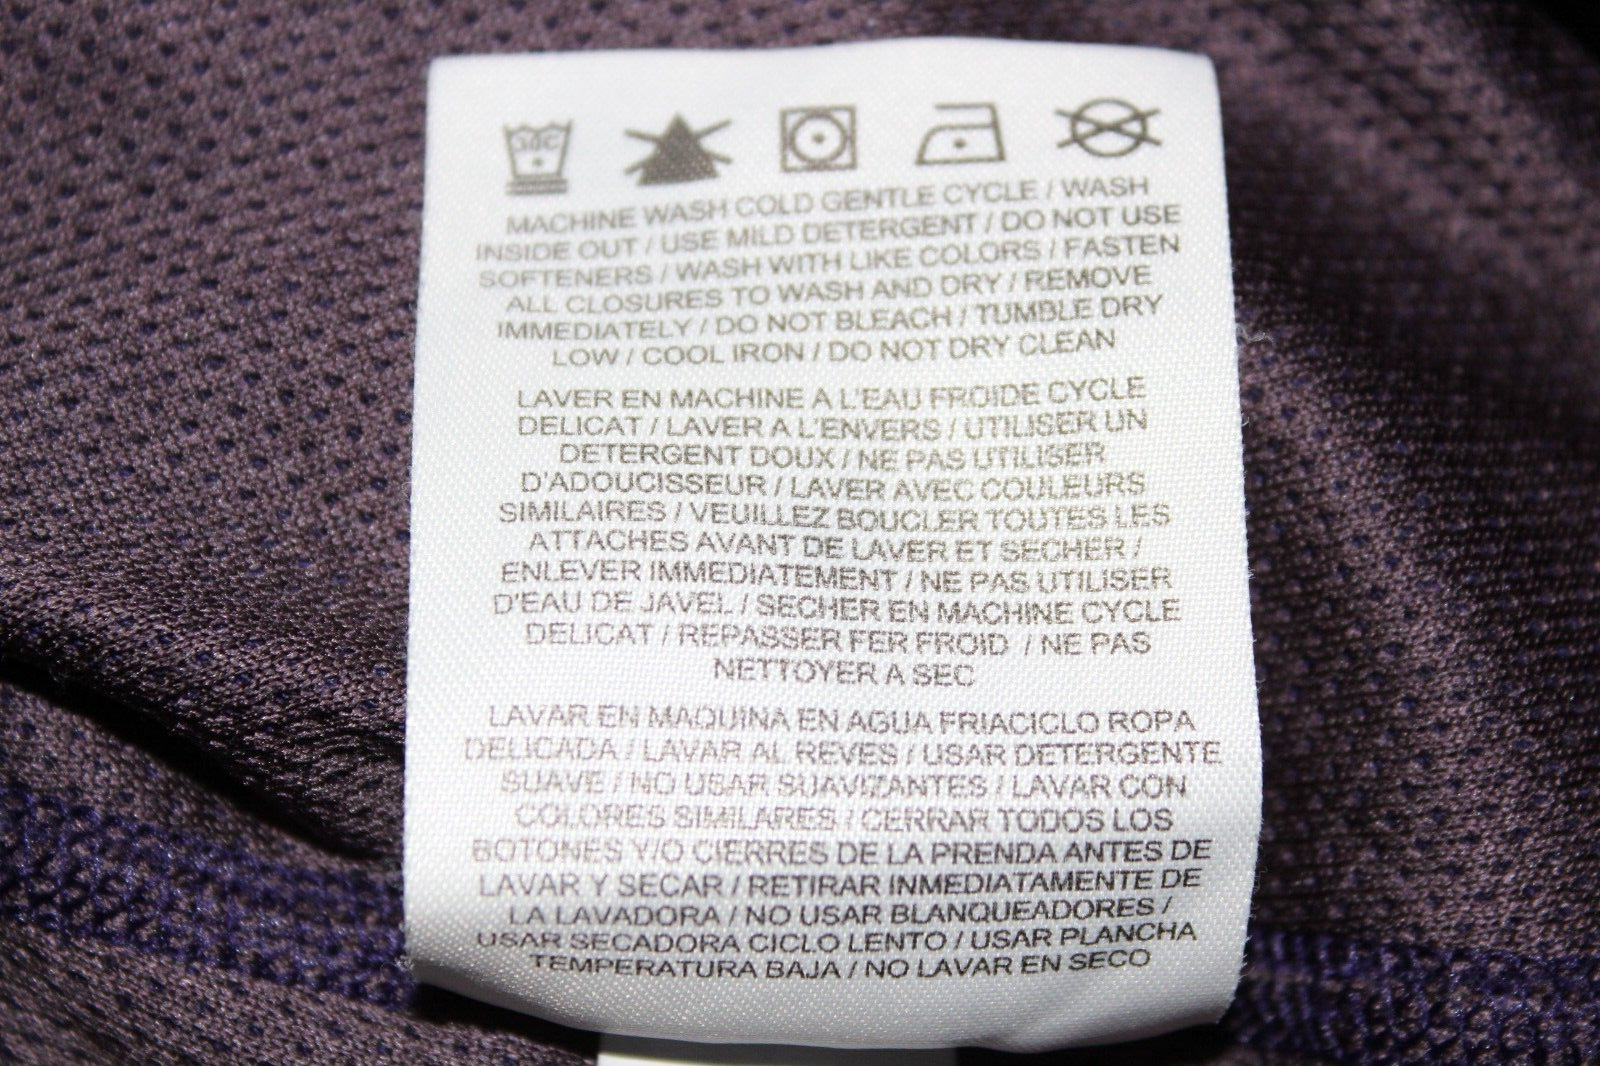 30C
MACHINE WASH COLD GENTLE CYCLE / WASH
INSIDE OUT / USE MILD DETERGENT / DO NOT USE
SOFTENERS / WASH WITH LIKE COLORS / FASTEN
ALL CLOSURES TO WASH AND DRY / REMOVE
IMMEDIATELY / DO NOT BLEACH / TUMBLE DRY
LOW / COOL IRON / DO NOT DRY CLEAN
LAVER EN MACHINE A L'EAU FROIDE CYCLE
DELICAT / LAVER A L'ENVERS / UTILISER UN
DETERGENT DOUX / NE PAS UTILISER
D'ADOUCISSEUR / LAVER AVEC COULEURS
SIMILAIRES / VEUILLEZ BOUCLER TOUTES LES
ATTACHES AVANT DE LAVER ET SECHER /
ENLEVER IMMEDIATEMENT / NE PAS UTILISER
D'EAU DE JAVEL / SECHER EN MACHINE CYCLE
DELICAT / REPASSER FER FROID / NE PAS
NETTOYER A SEC
LAVAR EN MAQUINA EN AGUA FRIACICLO ROPA
DELICADA / LAVAR AL REVES / USAR DETERGENTE
SUAVE / NO USAR SUAVIZANTES / LAVAR CON
COLORES SIMILARES / CERRAR TODOS LOS
BOTONES Y/O CIERRES DE LA PRENDA ANTES DE
LAVAR Y SECAR / RETIRAR INMEDIATAMENTE DE
LA LAVADORA / NO USAR BLANQUEADORES /
USAR SECADORA CICLO LENTO / USAR PLANCHA
TEMPERATURA BAJA / NO LAVAR EN SECO